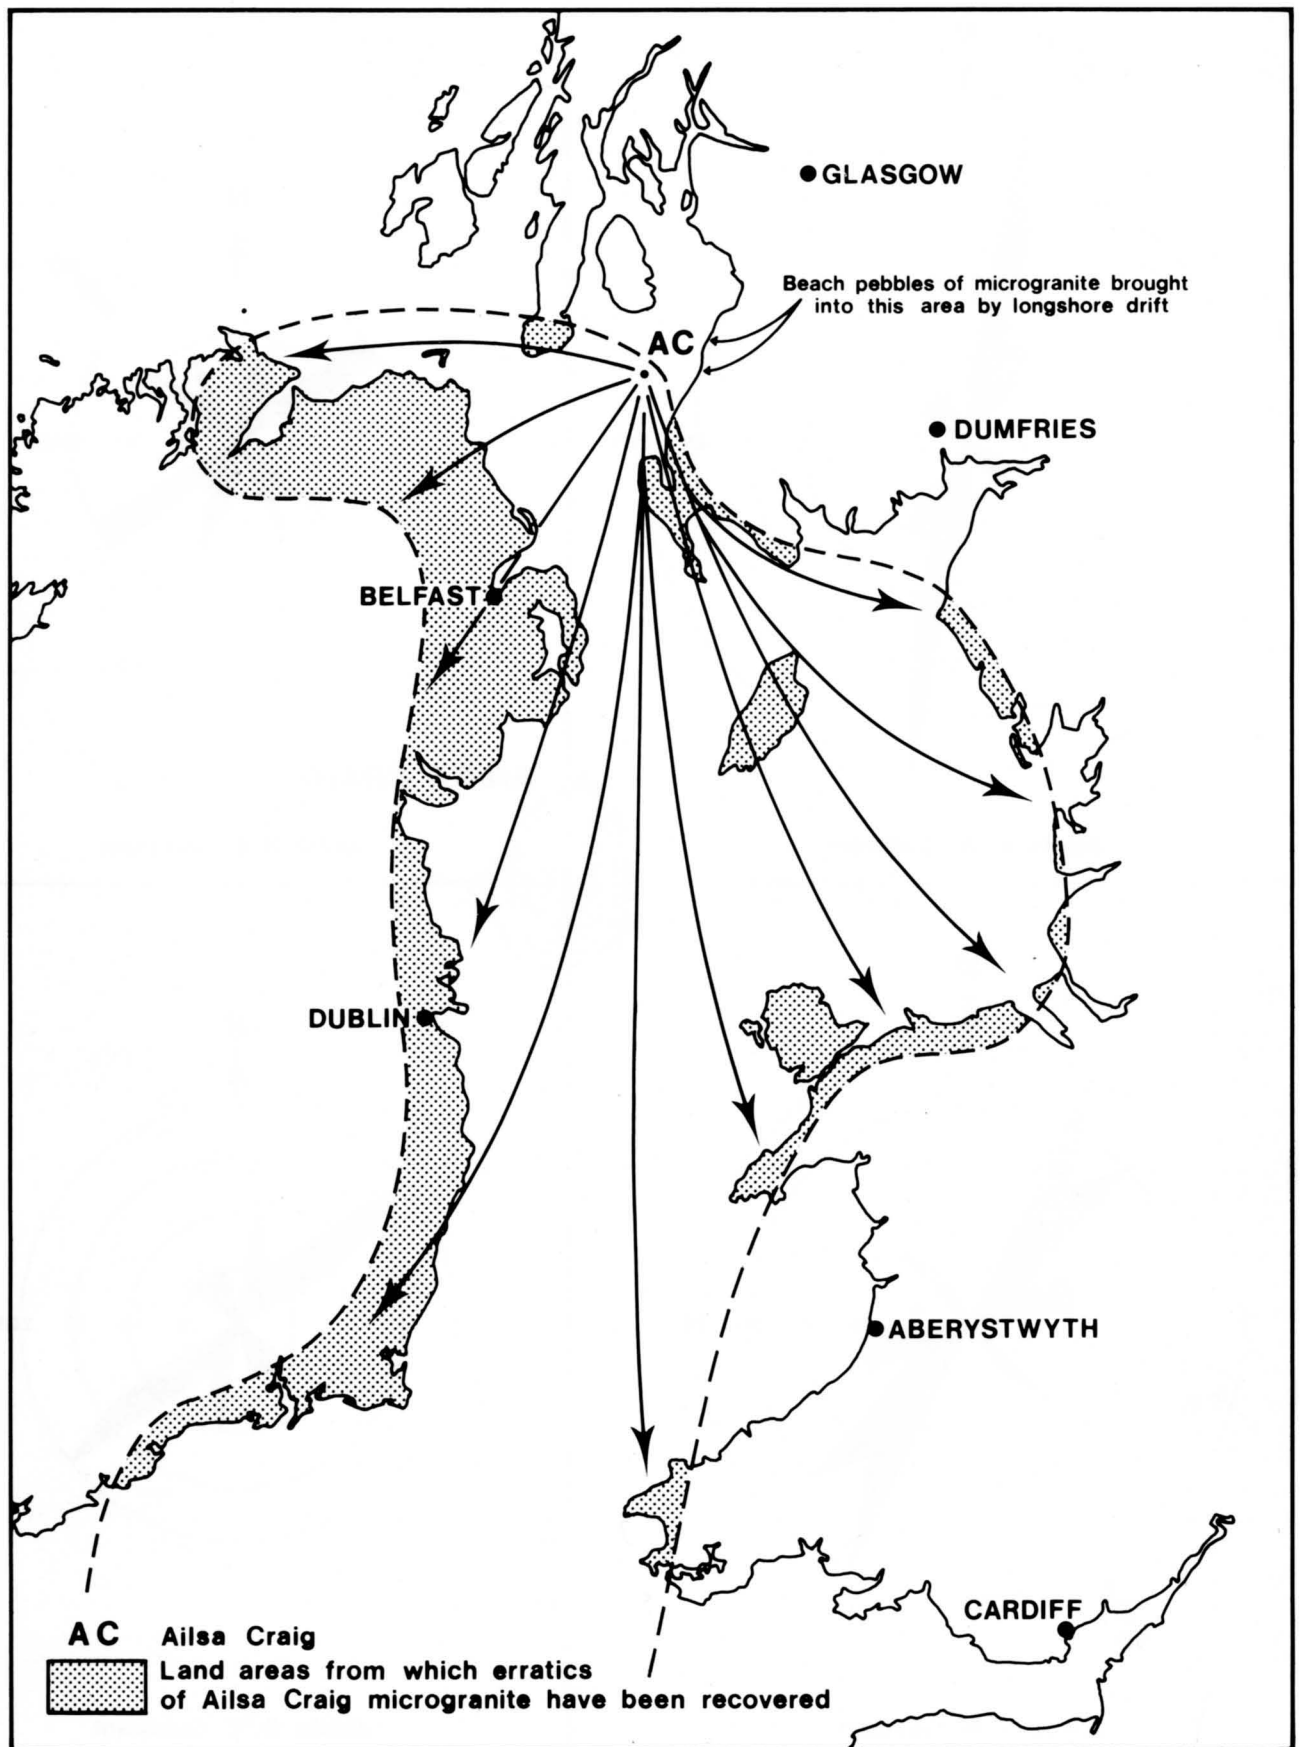 GLASGOW
Beach pebbles of microgranite brought
into this area by longshore drift
AC
DUMFRIES
BELFAST
DUBLIN
ABERYSTWYTH
CARDIFF
AC Ailsa Craig
Land areas from which erratics
of Ailsa Craig microgranite have been recovered